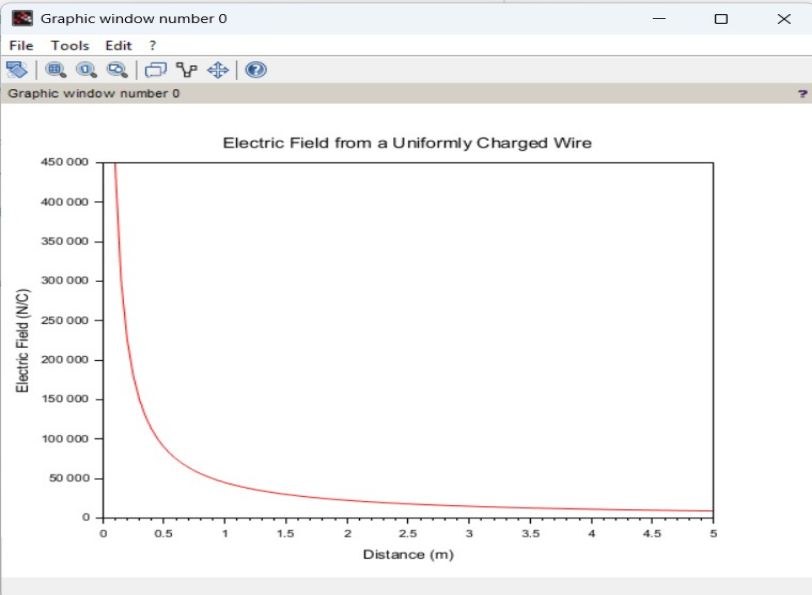 Graphic window number 0
File Tools Edit ?
Graphic window number 0 ?
Electric Field from a Uniformly Charged Wire
450 000
400 000
350 000
300 000
250 000
200 000
150 000
100 000
50 000
0
Electric Field (N/C)
0 0.5 1 1.5 2 2.5 3 3.5 4 4.5 5
Distance (m)